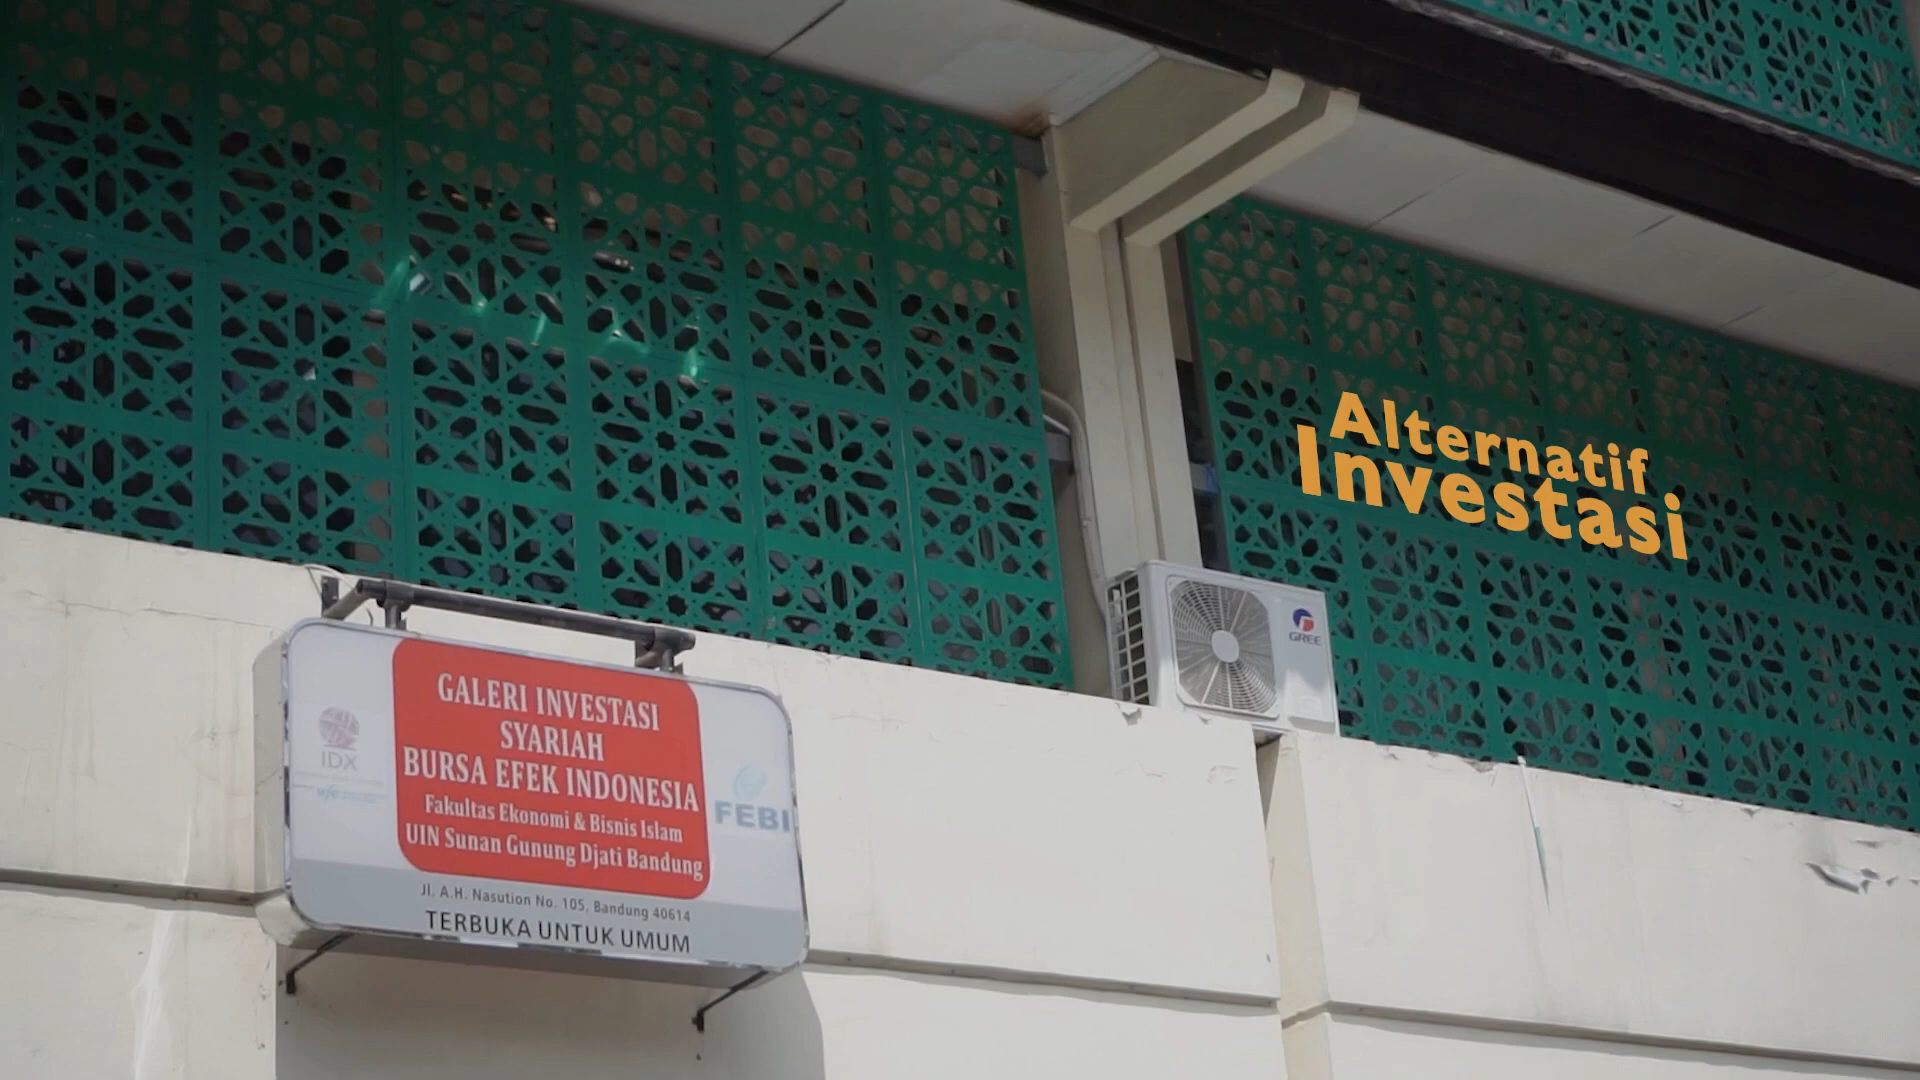 Alternatif
Investasi
GREE
GALERI INVESTASI
SYARIAH
BURSA EFEK INDONESIA
Fakultas Ekonomi & Bisnis Islam
UIN Sunan Gunung Djati Bandung
IDX
FEBI
Jl. A.H. Nasution No. 105, Bandung 40614
TERBUKA UNTUK UMUM